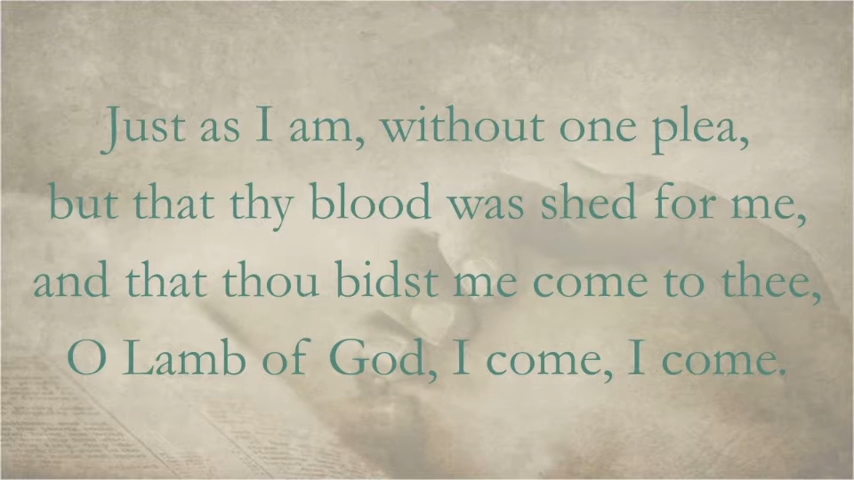 Just as I am, without one plea,
but that thy blood was shed for me,
and that thou bidst me come to thee,
O Lamb of God, I come, I come.